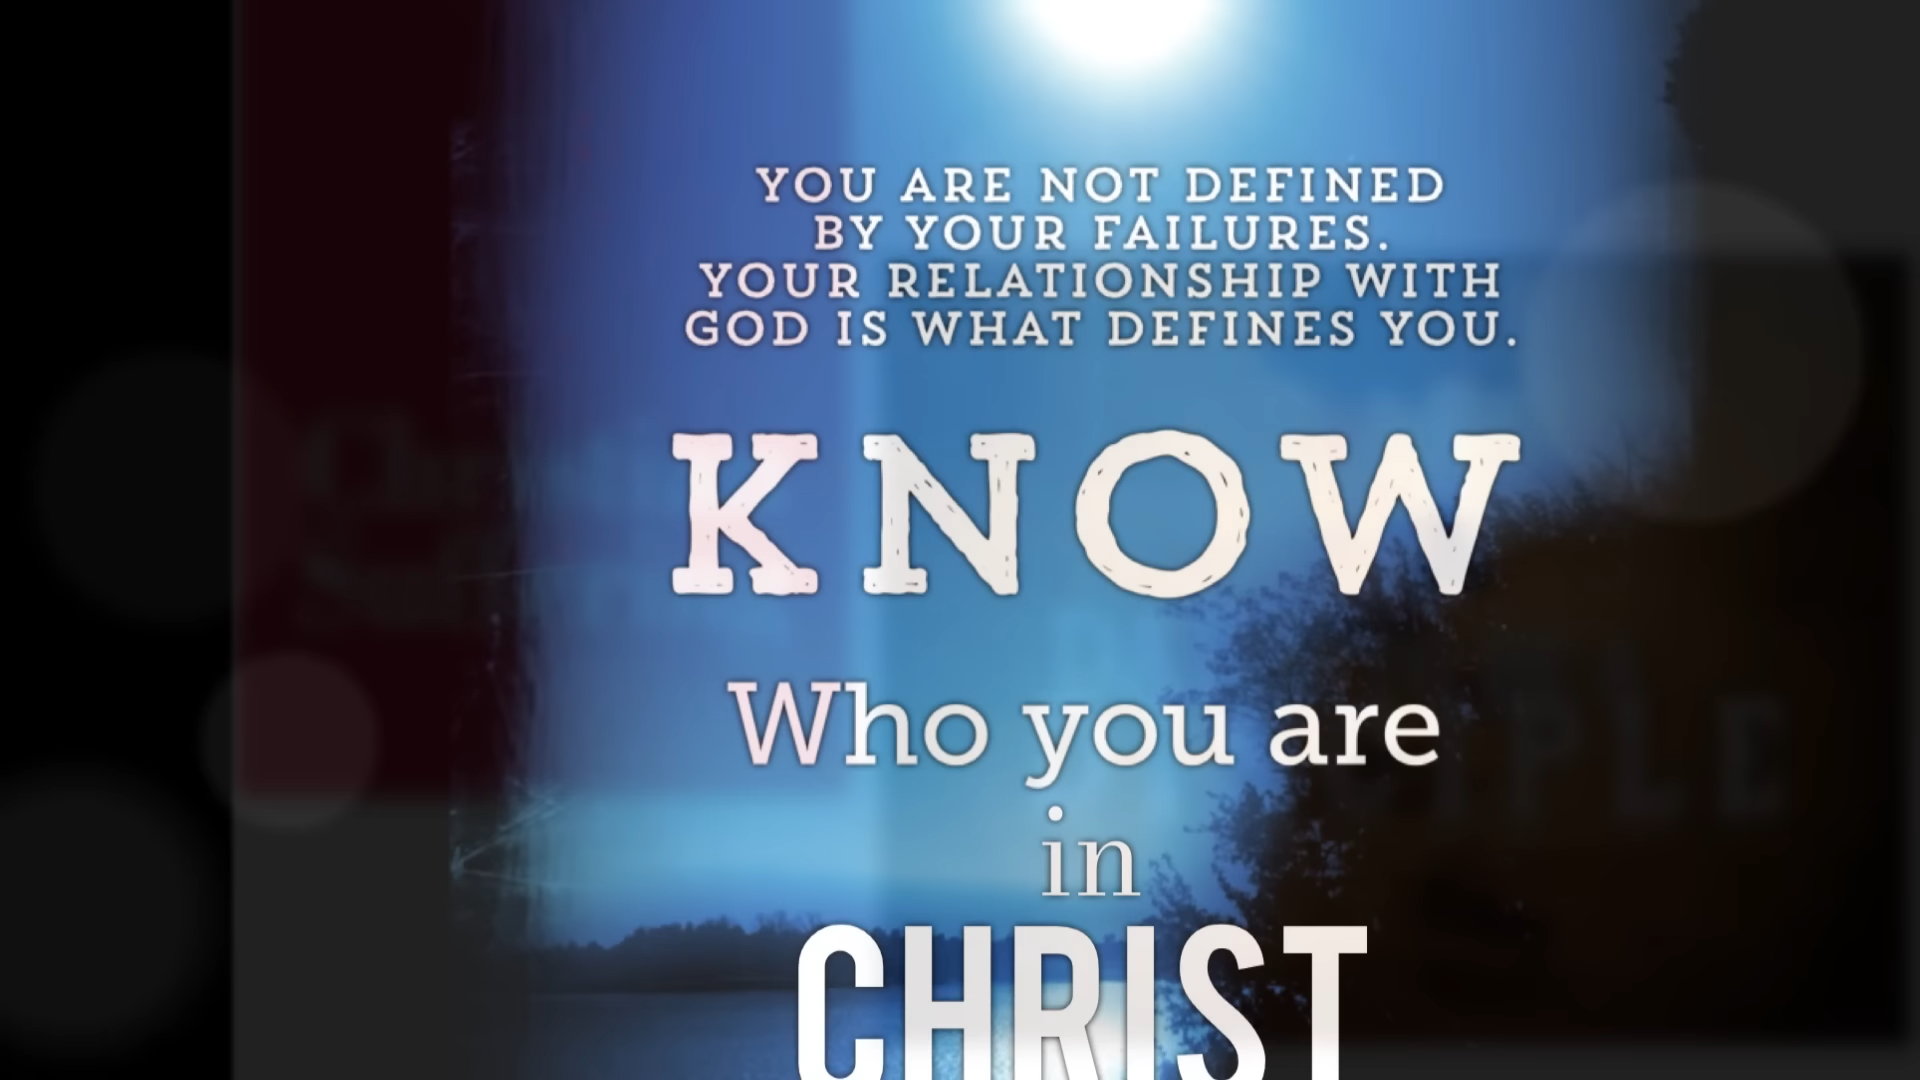 YOU ARE NOT DEFINED
BY YOUR FAILURES.
YOUR RELATIONSHIP WITH
GOD IS WHAT DEFINES YOU.
KNOW
Who you are
in
CHRIST